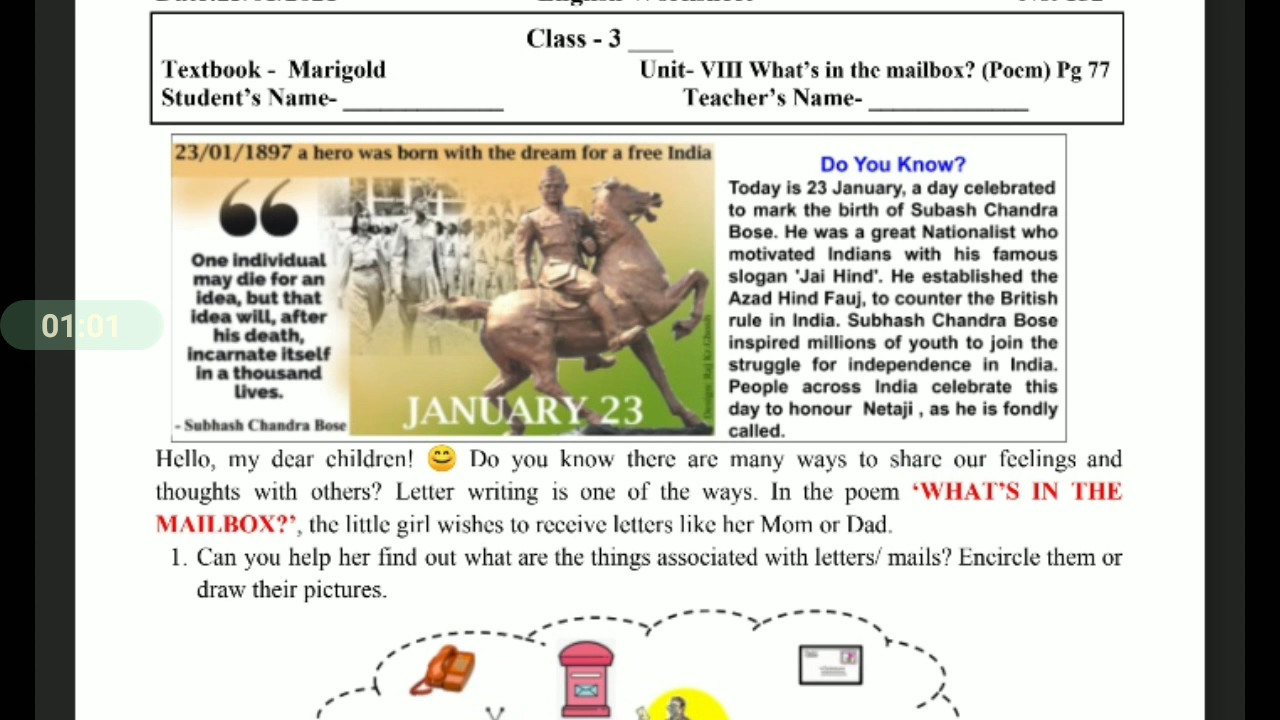 Class - 3 ___
Textbook - Marigold
Unit- VIII What's in the mailbox? (Poem) Pg 77
Student's Name- ____________
Teacher's Name- ____________
23/01/1897 a hero was born with the dream for a free India
One individual
may die for an
idea, but that
idea will, after
his death,
incarnate itself
in a thousand
lives.
- Subhash Chandra Bose
JANUARY 23
Do You Know?
Today is 23 January, a day celebrated
to mark the birth of Subash Chandra
Bose. He was a great Nationalist who
motivated Indians with his famous
slogan 'Jai Hind'. He established the
Azad Hind Fauj, to counter the British
rule in India. Subhash Chandra Bose
inspired millions of youth to join the
struggle for independence in India.
People across India celebrate this
day to honour Netaji , as he is fondly
called.
01:01
Hello, my dear children! 😊 Do you know there are many ways to share our feelings and
thoughts with others? Letter writing is one of the ways. In the poem ‘WHAT’S IN THE
MAILBOX?’, the little girl wishes to receive letters like her Mom or Dad.
1. Can you help her find out what are the things associated with letters/ mails? Encircle them or
draw their pictures.